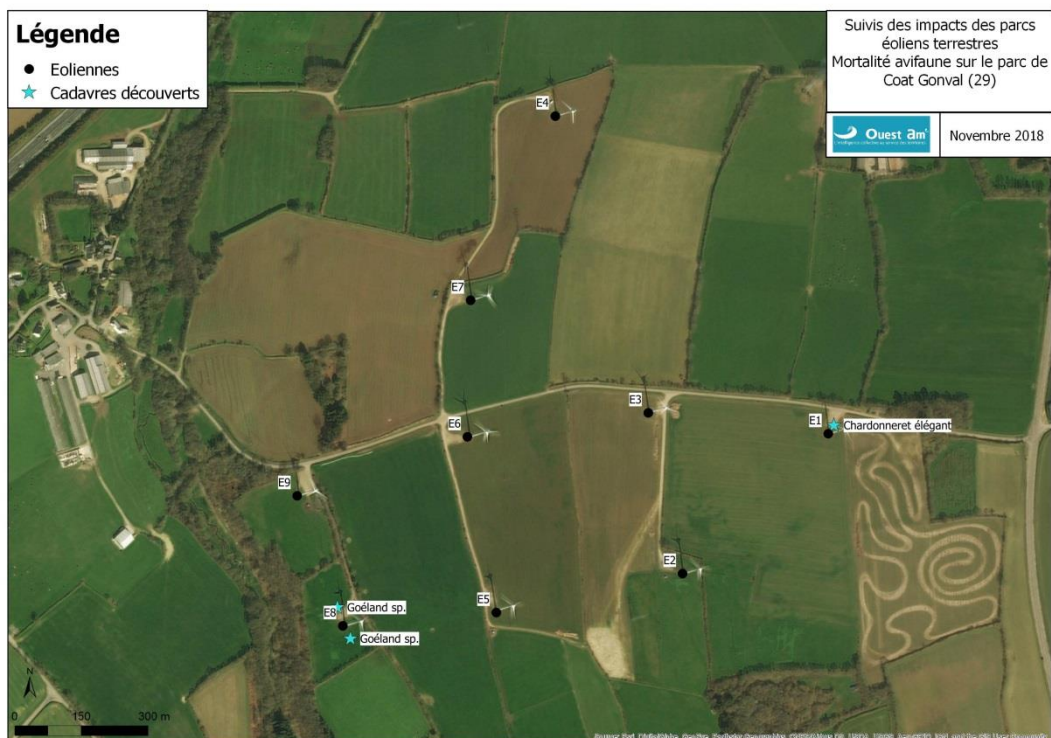 Légende
Eoliennes
Cadavres découverts
Suivis des impacts des parcs
éoliens terrestres
Mortalité avifaune sur le parc de
Coat Gonval (29)
Ouest am'
Novembre 2018
E4
E7
E3
E6
E1
Chardonneret élégant
E9
E2
E5
Goéland sp.
E8
Goéland sp.
N
0 150 300 m